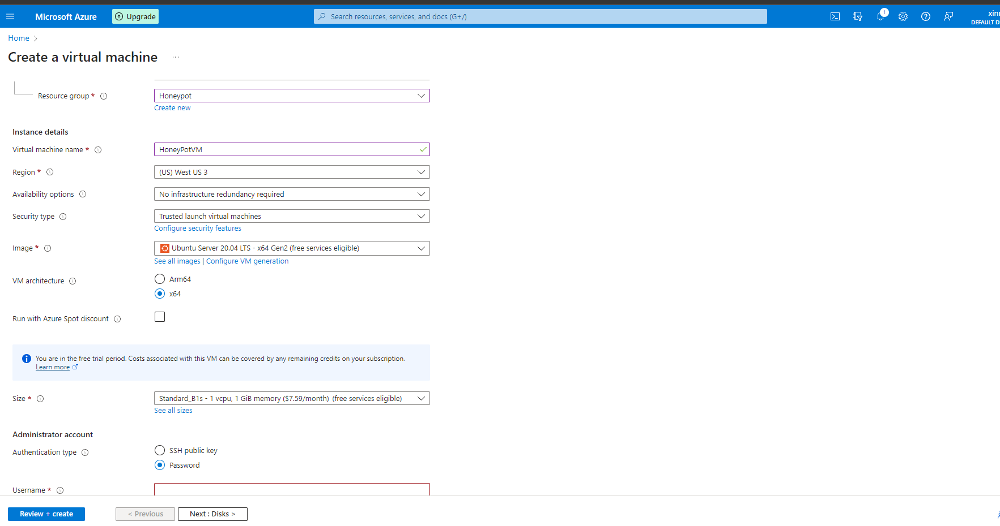 Microsoft Azure
Upgrade
Search resources, services, and docs (G+/)
1
DEFAULT
Home >
Create a virtual machine ...
Resource group * Honeypot
Create new
Instance details
Virtual machine name * HoneyPotVM
Region * (US) West US 3
Availability options No infrastructure redundancy required
Security type Trusted launch virtual machines
Configure security features
Image * Ubuntu Server 20.04 LTS - x64 Gen2 (free services eligible)
See all images | Configure VM generation
VM architecture
Arm64
x64
Run with Azure Spot discount
You are in the free trial period. Costs associated with this VM can be covered by any remaining credits on your subscription.
Learn more
Size * Standard_B1s - 1 vcpu, 1 GiB memory ($7.59/month) (free services eligible)
See all sizes
Administrator account
Authentication type
SSH public key
Password
Username *
Review + create
< Previous
Next : Disks >